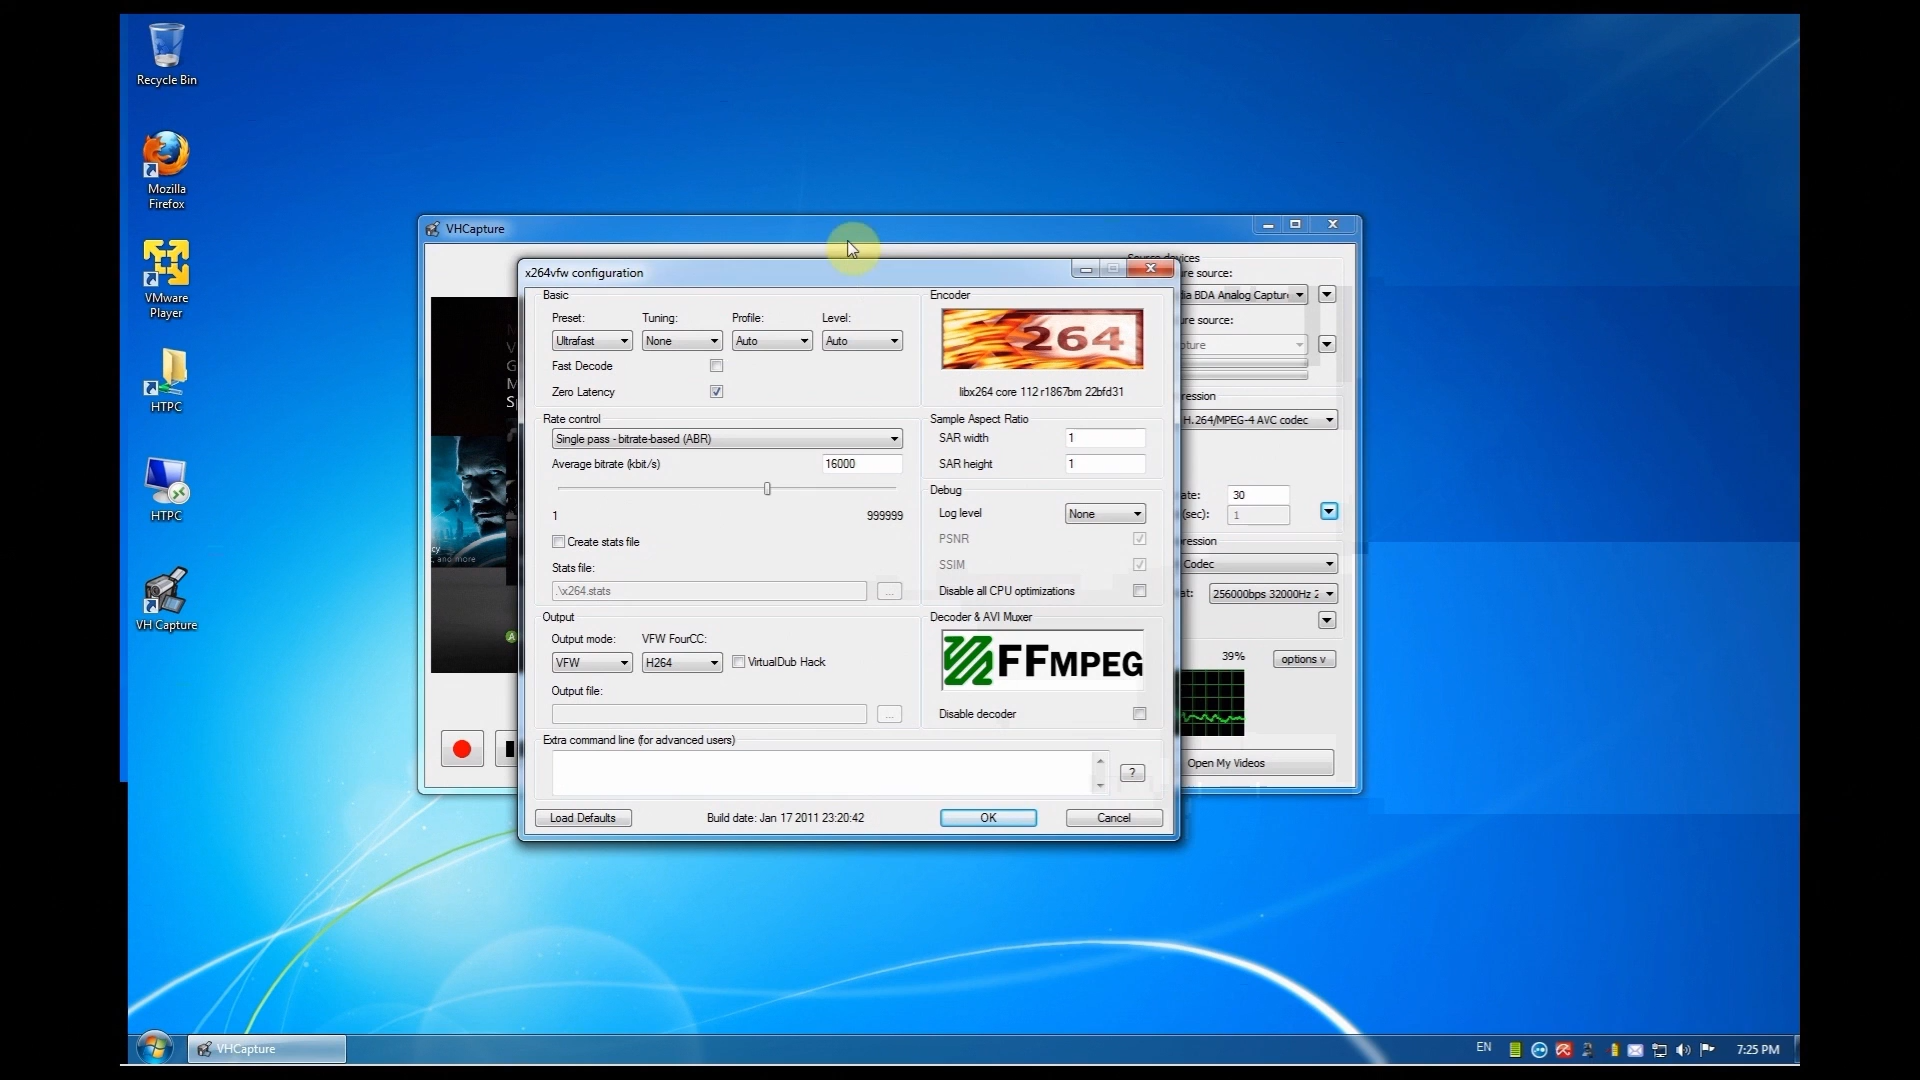 Recycle Bin
Mozilla
Firefox
VMware
Player
HTPC
HTPC
VH Capture
VHCapture
x264vfw configuration
Basic
Preset:
Tuning:
Profile:
Level:
Ultrafast
None
Auto
Auto
Fast Decode
Zero Latency
Rate control
Single pass - bitrate-based (ABR)
Average bitrate (kbit/s)
16000
1
999999
Create stats file
Stats file:
.\x264.stats
...
Output
Output mode:
VFW FourCC:
VFW
H264
VirtualDub Hack
Output file:
...
Extra command line (for advanced users)
?
Load Defaults
Build date: Jan 17 2011 23:20:42
OK
Cancel
Encoder
264
libx264 core 112 r1867bm 22bfd31
Sample Aspect Ratio
SAR width
1
SAR height
1
Debug
Log level
None
PSNR
SSIM
Disable all CPU optimizations
Decoder & AVI Muxer
FFMPEG
Disable decoder
devices
source:
BDA Analog
source:
H.264/MPEG-4 AVC codec
30
(sec):
1
Codec
256000bps 32000Hz 2
39%
options v
Open My Videos
and more
A
VHCapture
EN
7:25 PM